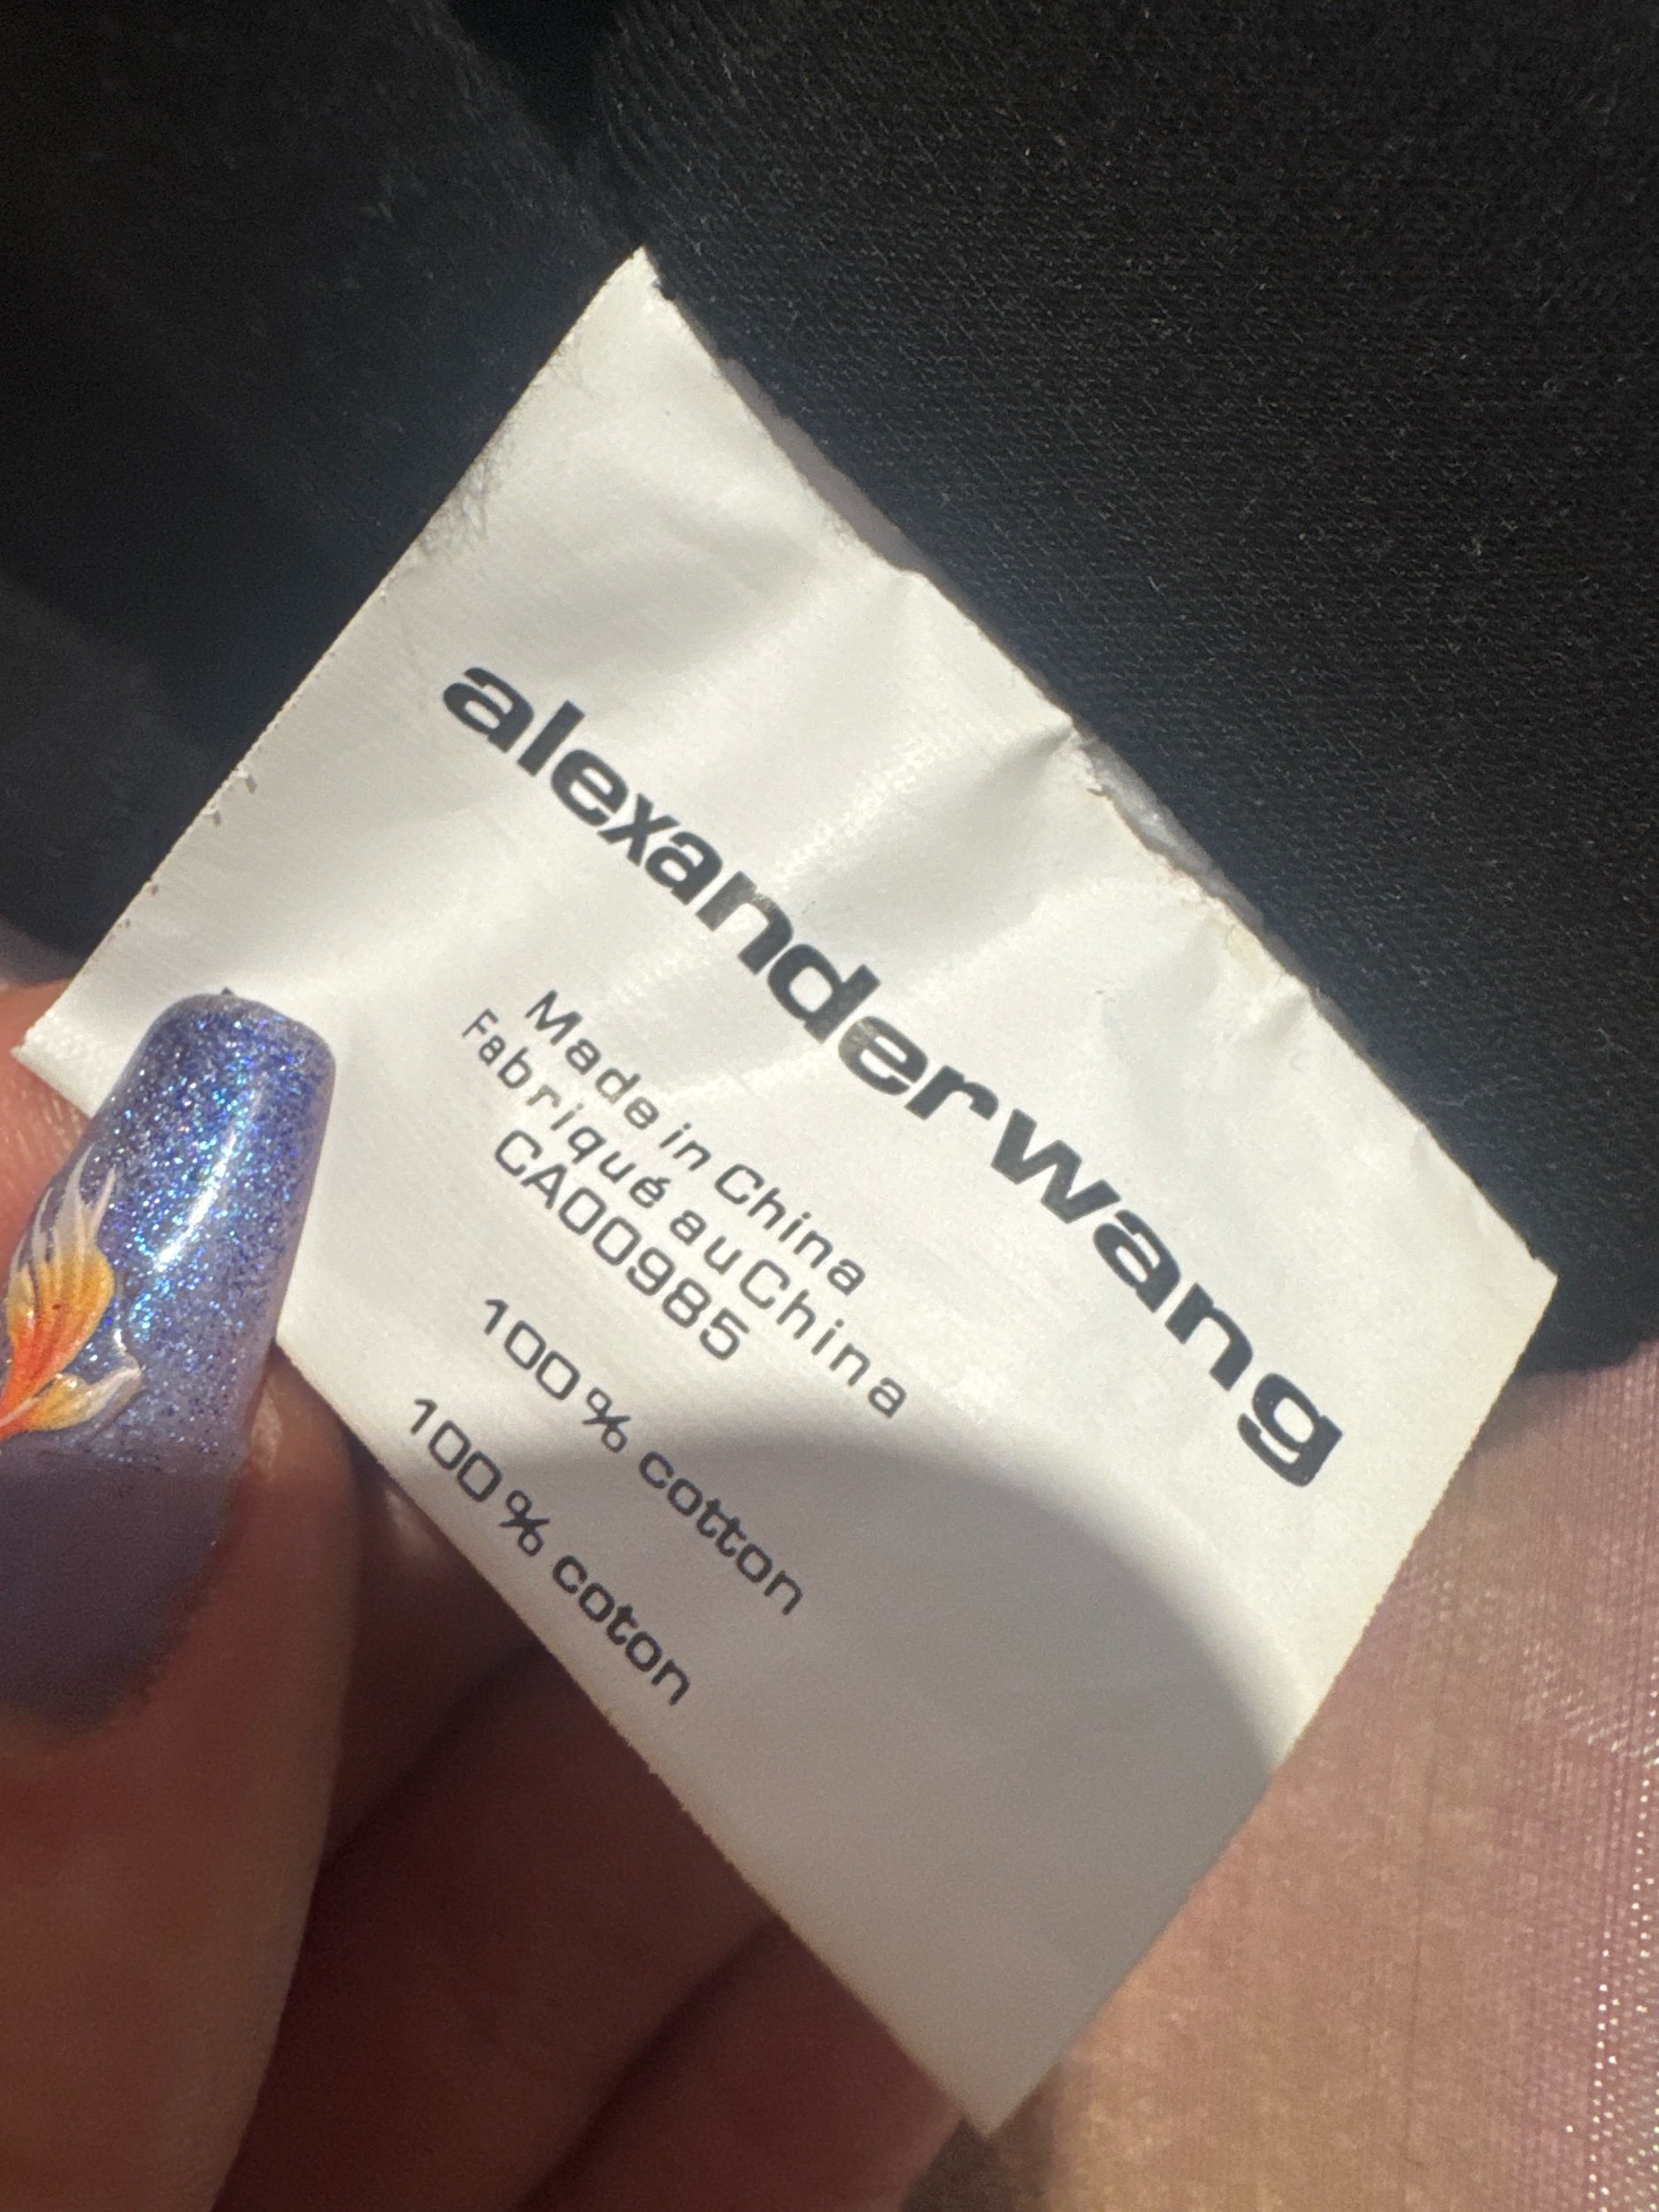 alexanderwang
Made in China
Fabriqué au China
CA00985
100% cotton
100% coton